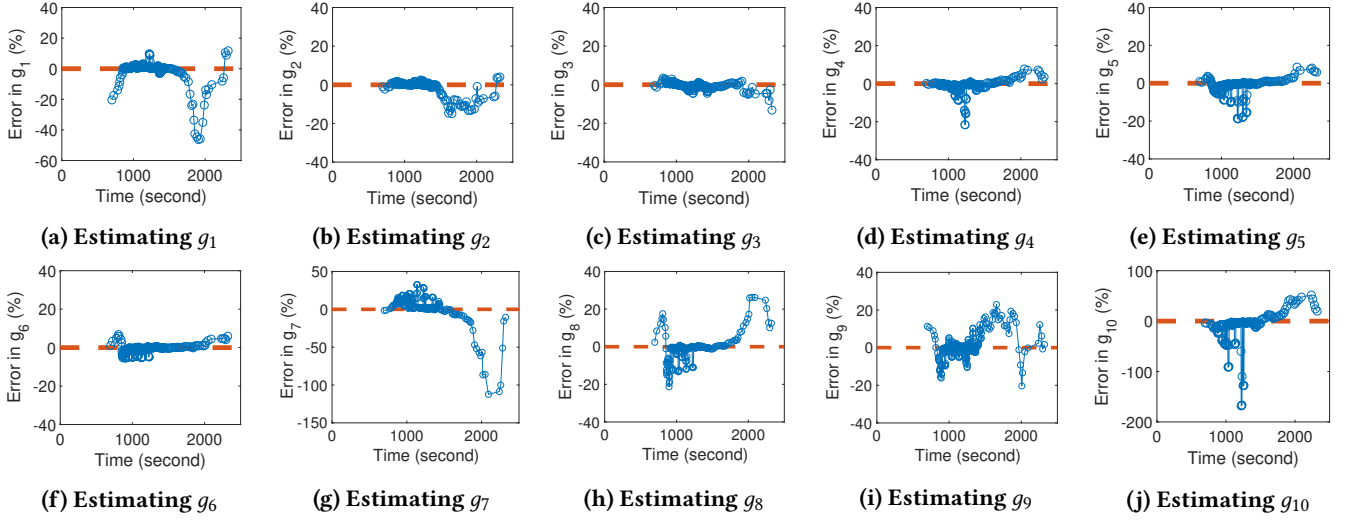 40
20
0
-20
-40
-60
Error in g1 (%)
0 1000 2000
Time (second)
(a) Estimating g1
40
20
0
-20
-40
Error in g2 (%)
0 1000 2000
Time (second)
(b) Estimating g2
40
20
0
-20
-40
Error in g3 (%)
0 1000 2000
Time (second)
(c) Estimating g3
40
20
0
-20
-40
Error in g4 (%)
0 1000 2000
Time (second)
(d) Estimating g4
40
20
0
-20
-40
Error in g5 (%)
0 1000 2000
Time (second)
(e) Estimating g5
40
20
0
-20
-40
Error in g6 (%)
0 1000 2000
Time (second)
(f) Estimating g6
50
0
-50
-100
-150
Error in g7 (%)
0 1000 2000
Time (second)
(g) Estimating g7
40
20
0
-20
-40
Error in g8 (%)
0 1000 2000
Time (second)
(h) Estimating g8
40
20
0
-20
-40
Error in g9 (%)
0 1000 2000
Time (second)
(i) Estimating g9
100
0
-100
-200
Error in g10 (%)
0 1000 2000
Time (second)
(j) Estimating g10